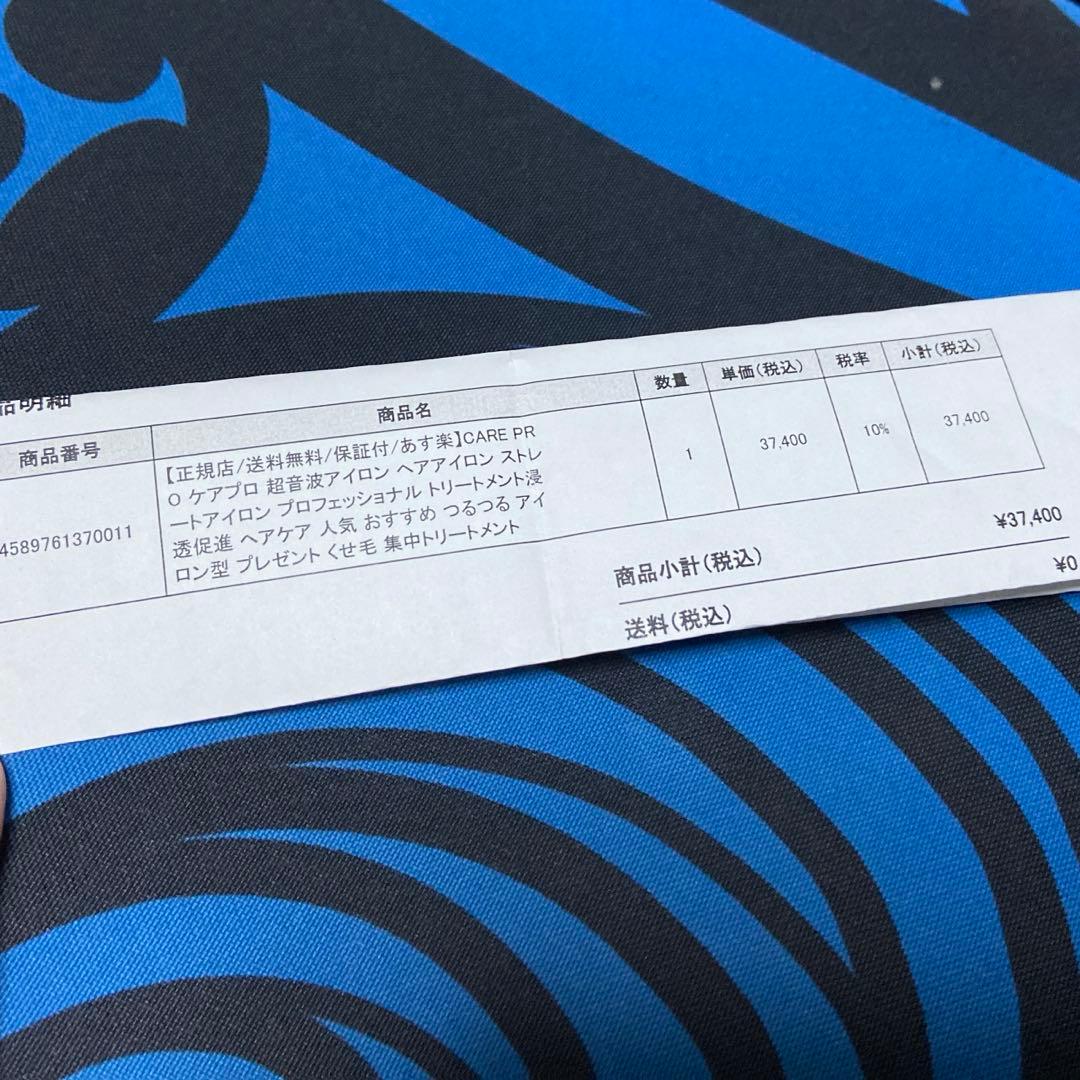 品明細
商品番号 商品名 数量 単価(税込) 税率 小計(税込)
4589761370011
【正規店/送料無料/保証付/あす楽】CARE PR
O ケアプロ 超音波アイロン ヘアアイロン ストレ
ートアイロン プロフェッショナル トリートメント浸
透促進 ヘアケア 人気 おすすめ つるつる アイ
ロン型 プレゼント くせ毛 集中トリートメント
1 37,400 10% 37,400
商品小計(税込) ¥37,400
送料(税込) ¥0